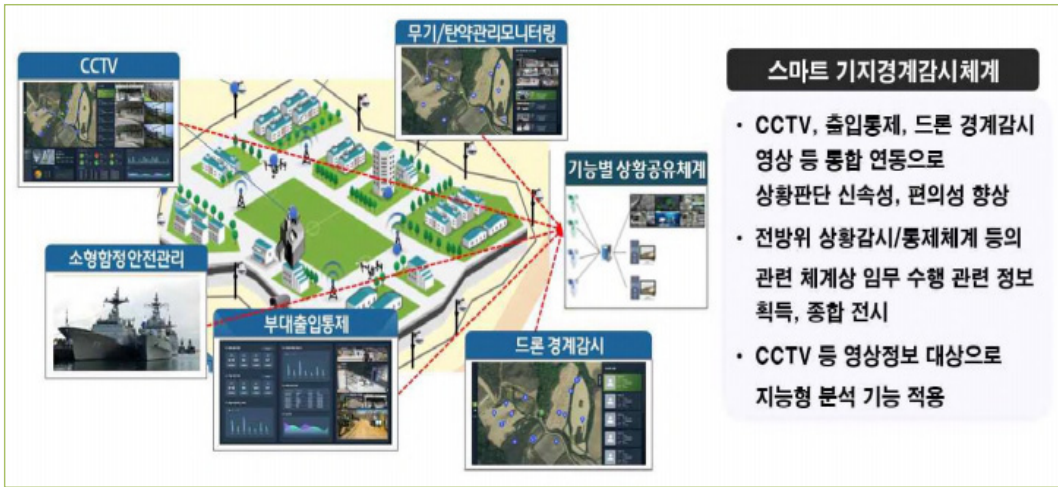 CCTV
무기/탄약관리모니터링
기능별 상황공유체계
소형함정안전관리
부대출입통제
드론 경계감시
스마트 기지경계감시체계
• CCTV, 출입통제, 드론 경계감시
영상 등 통합 연동으로
상황판단 신속성, 편의성 향상
• 전방위 상황감시/통제체계 등의
관련 체계상 임무 수행 관련 정보
획득, 종합 전시
• CCTV 등 영상정보 대상으로
지능형 분석 기능 적용